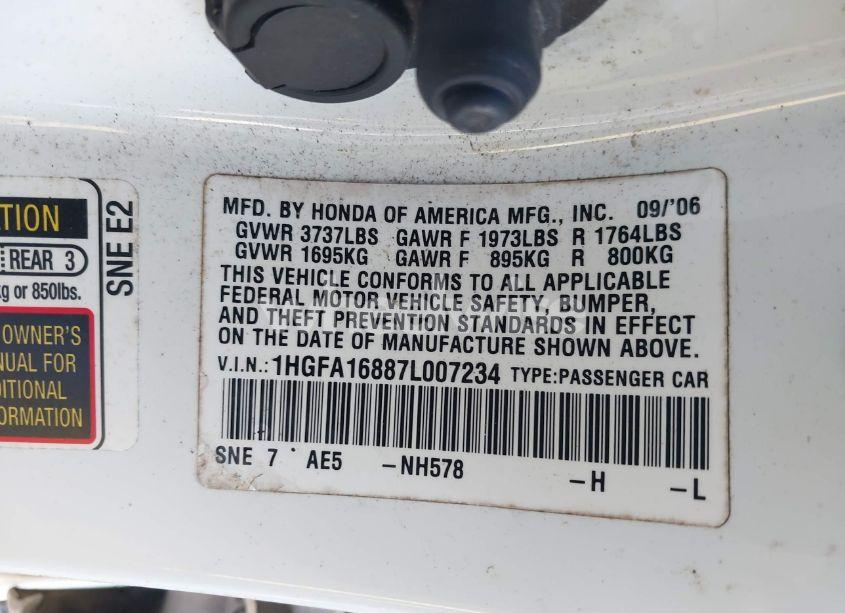 ATION
REAR 3
kg or 850lbs.
OWNER'S
NUAL FOR
DITIONAL
FORMATION
SNE E2
MFD. BY HONDA OF AMERICA MFG., INC. 09/'06
GVWR 3737LBS GAWR F 1973LBS R 1764LBS
GVWR 1695KG GAWR F 895KG R 800KG
THIS VEHICLE CONFORMS TO ALL APPLICABLE
FEDERAL MOTOR VEHICLE SAFETY, BUMPER,
AND THEFT PREVENTION STANDARDS IN EFFECT
ON THE DATE OF MANUFACTURE SHOWN ABOVE.
V.I.N.: 1HGFA16887L007234 TYPE:PASSENGER CAR
SNE 7 AE5 -NH578 -H -L